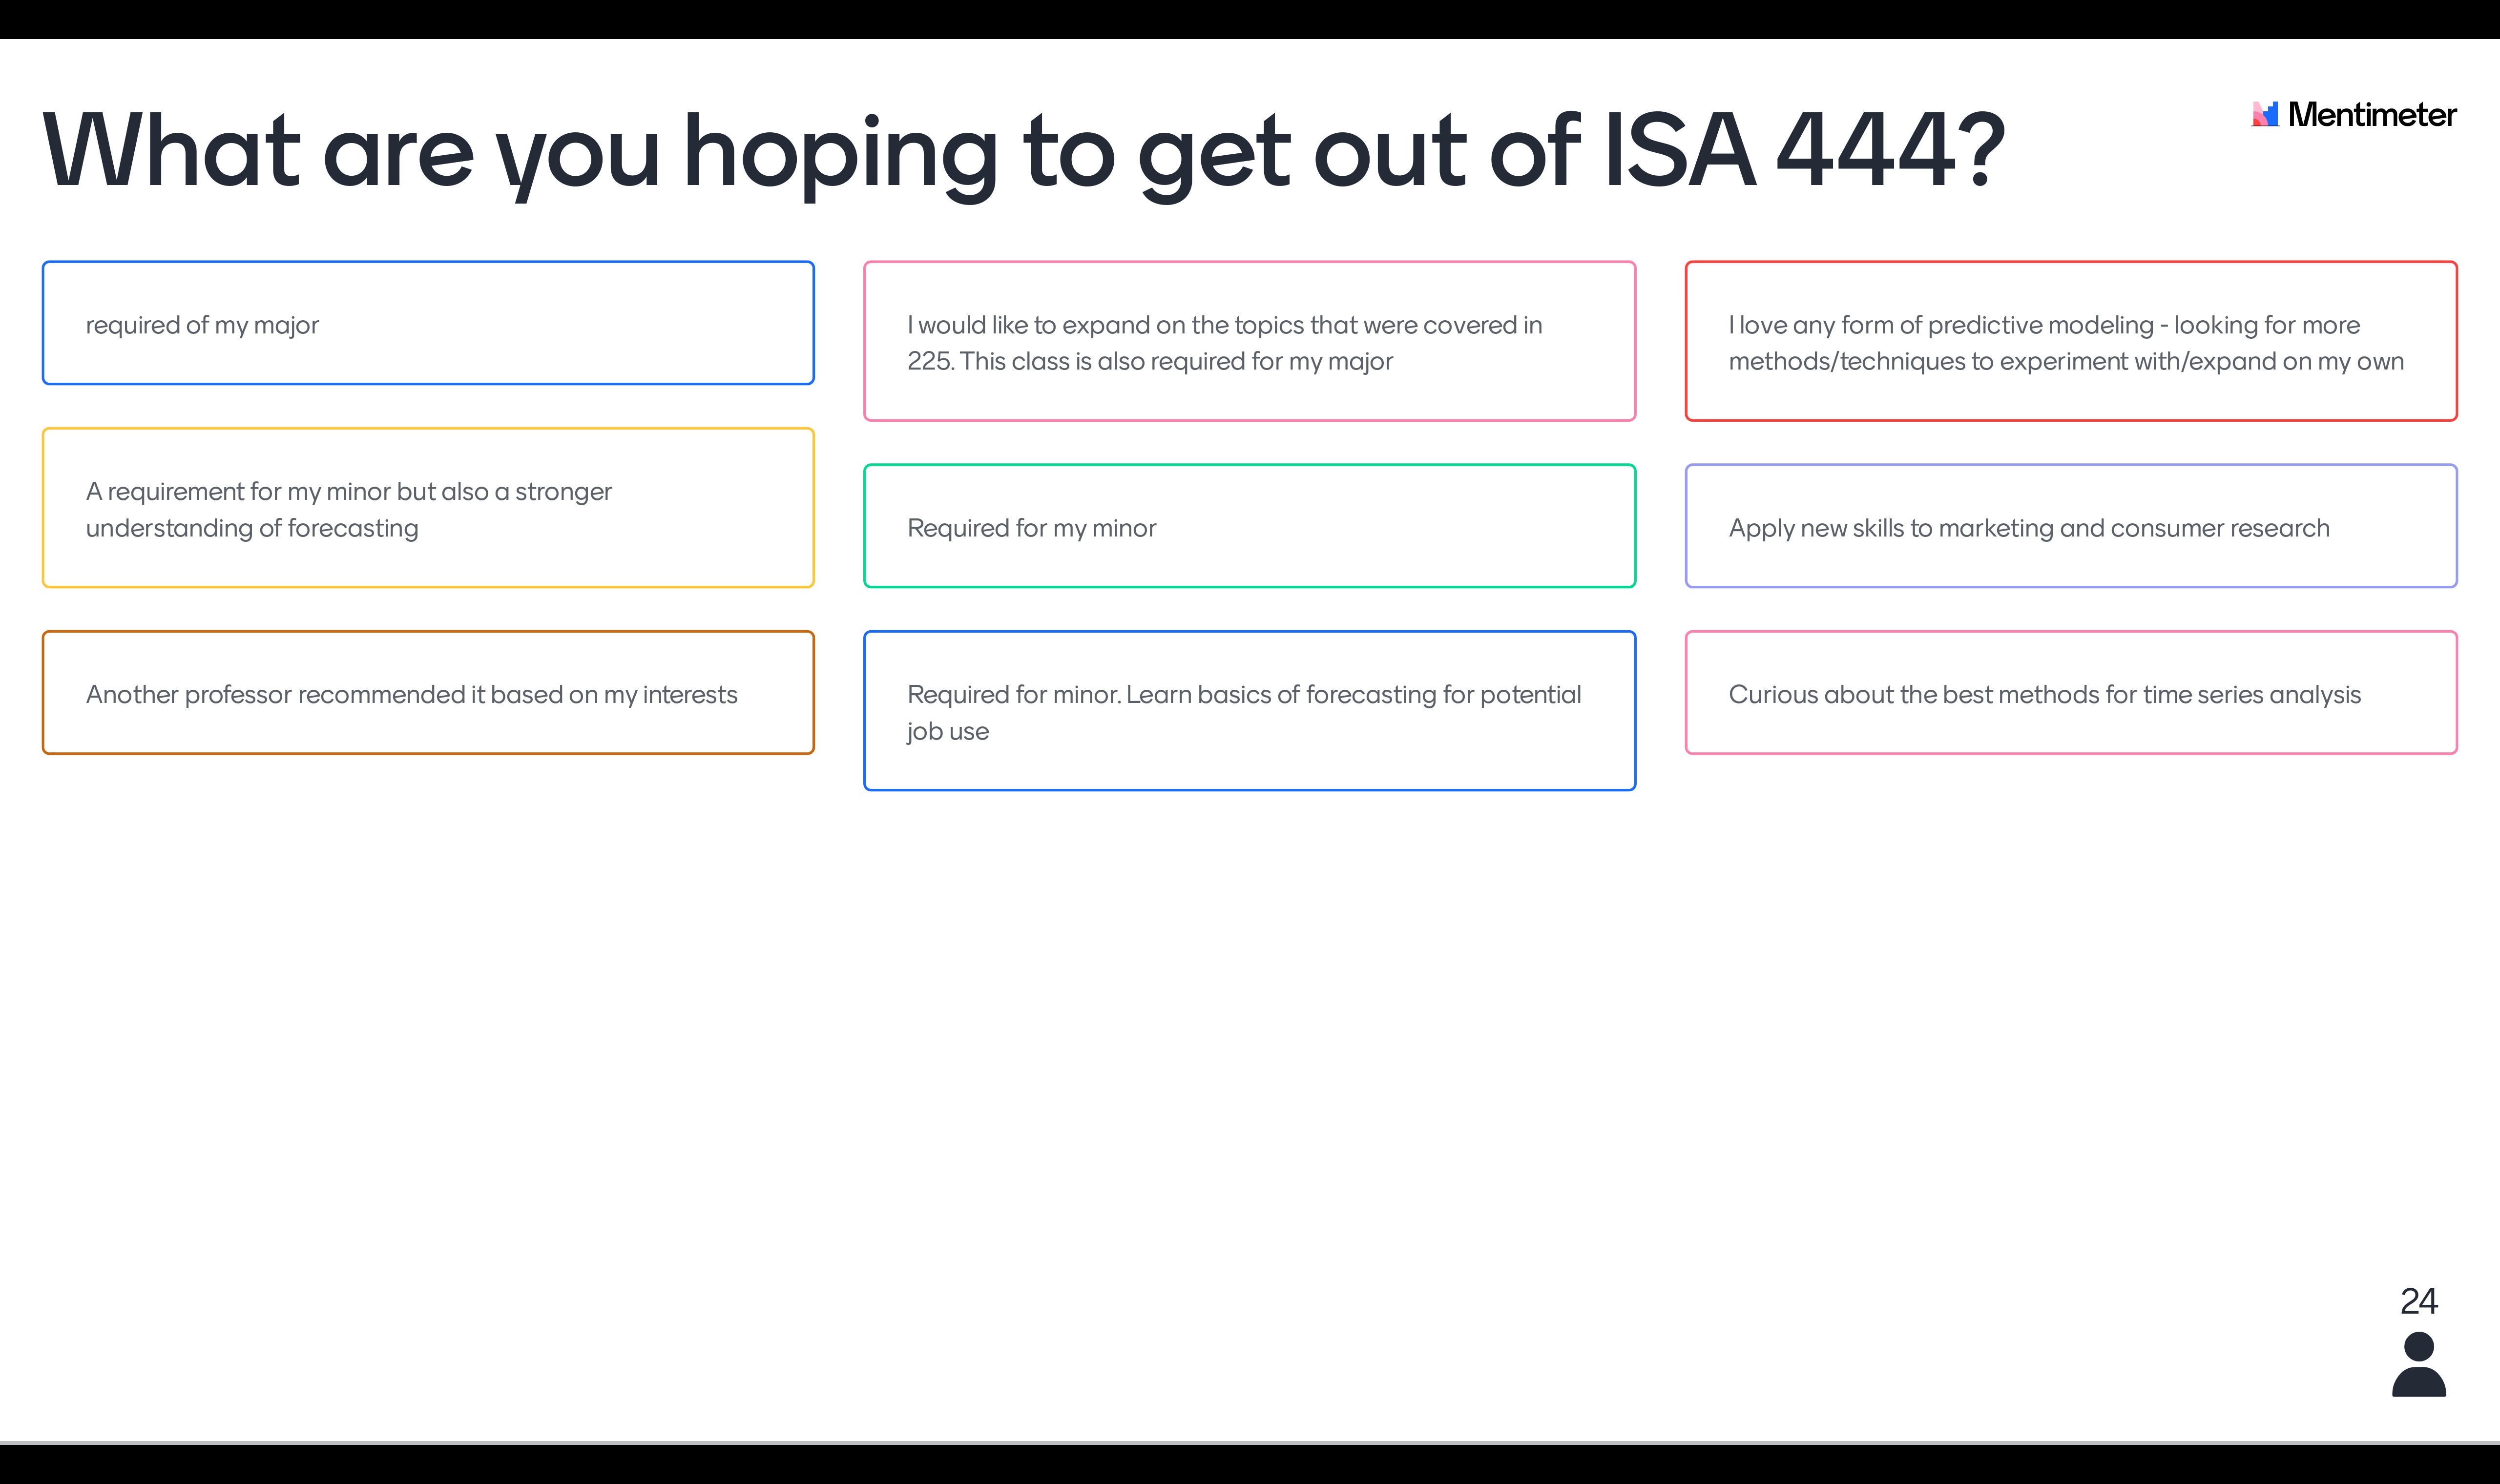 What are you hoping to get out of ISA 444?
Mentimeter
required of my major
I would like to expand on the topics that were covered in
225. This class is also required for my major
I love any form of predictive modeling - looking for more
methods/techniques to experiment with/expand on my own
A requirement for my minor but also a stronger
understanding of forecasting
Required for my minor
Apply new skills to marketing and consumer research
Another professor recommended it based on my interests
Required for minor. Learn basics of forecasting for potential
job use
Curious about the best methods for time series analysis
24